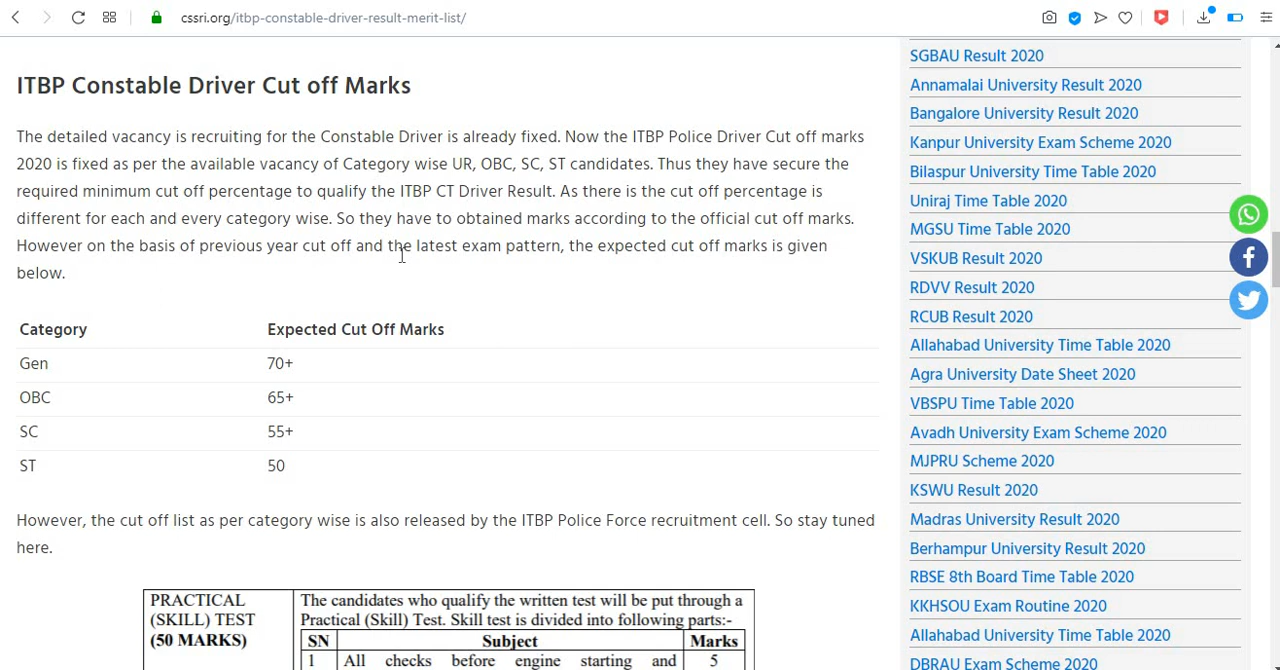 cssri.org/itbp-constable-driver-result-merit-list/
ITBP Constable Driver Cut off Marks
The detailed vacancy is recruiting for the Constable Driver is already fixed. Now the ITBP Police Driver Cut off marks
2020 is fixed as per the available vacancy of Category wise UR, OBC, SC, ST candidates. Thus they have secure the
required minimum cut off percentage to qualify the ITBP CT Driver Result. As there is the cut off percentage is
different for each and every category wise. So they have to obtained marks according to the official cut off marks.
However on the basis of previous year cut off and the latest exam pattern, the expected cut off marks is given
below.
Category Expected Cut Off Marks
Gen 70+
OBC 65+
SC 55+
ST 50
However, the cut off list as per category wise is also released by the ITBP Police Force recruitment cell. So stay tuned
here.
PRACTICAL
(SKILL) TEST
(50 MARKS)
The candidates who qualify the written test will be put through a
Practical (Skill) Test. Skill test is divided into following parts:-
SN Subject Marks
1 All checks before engine starting and 5
SGBAU Result 2020
Annamalai University Result 2020
Bangalore University Result 2020
Kanpur University Exam Scheme 2020
Bilaspur University Time Table 2020
Uniraj Time Table 2020
MGSU Time Table 2020
VSKUB Result 2020
RDVV Result 2020
RCUB Result 2020
Allahabad University Time Table 2020
Agra University Date Sheet 2020
VBSPU Time Table 2020
Avadh University Exam Scheme 2020
MJPRU Scheme 2020
KSWU Result 2020
Madras University Result 2020
Berhampur University Result 2020
RBSE 8th Board Time Table 2020
KKHSOU Exam Routine 2020
Allahabad University Time Table 2020
DBRAU Exam Scheme 2020